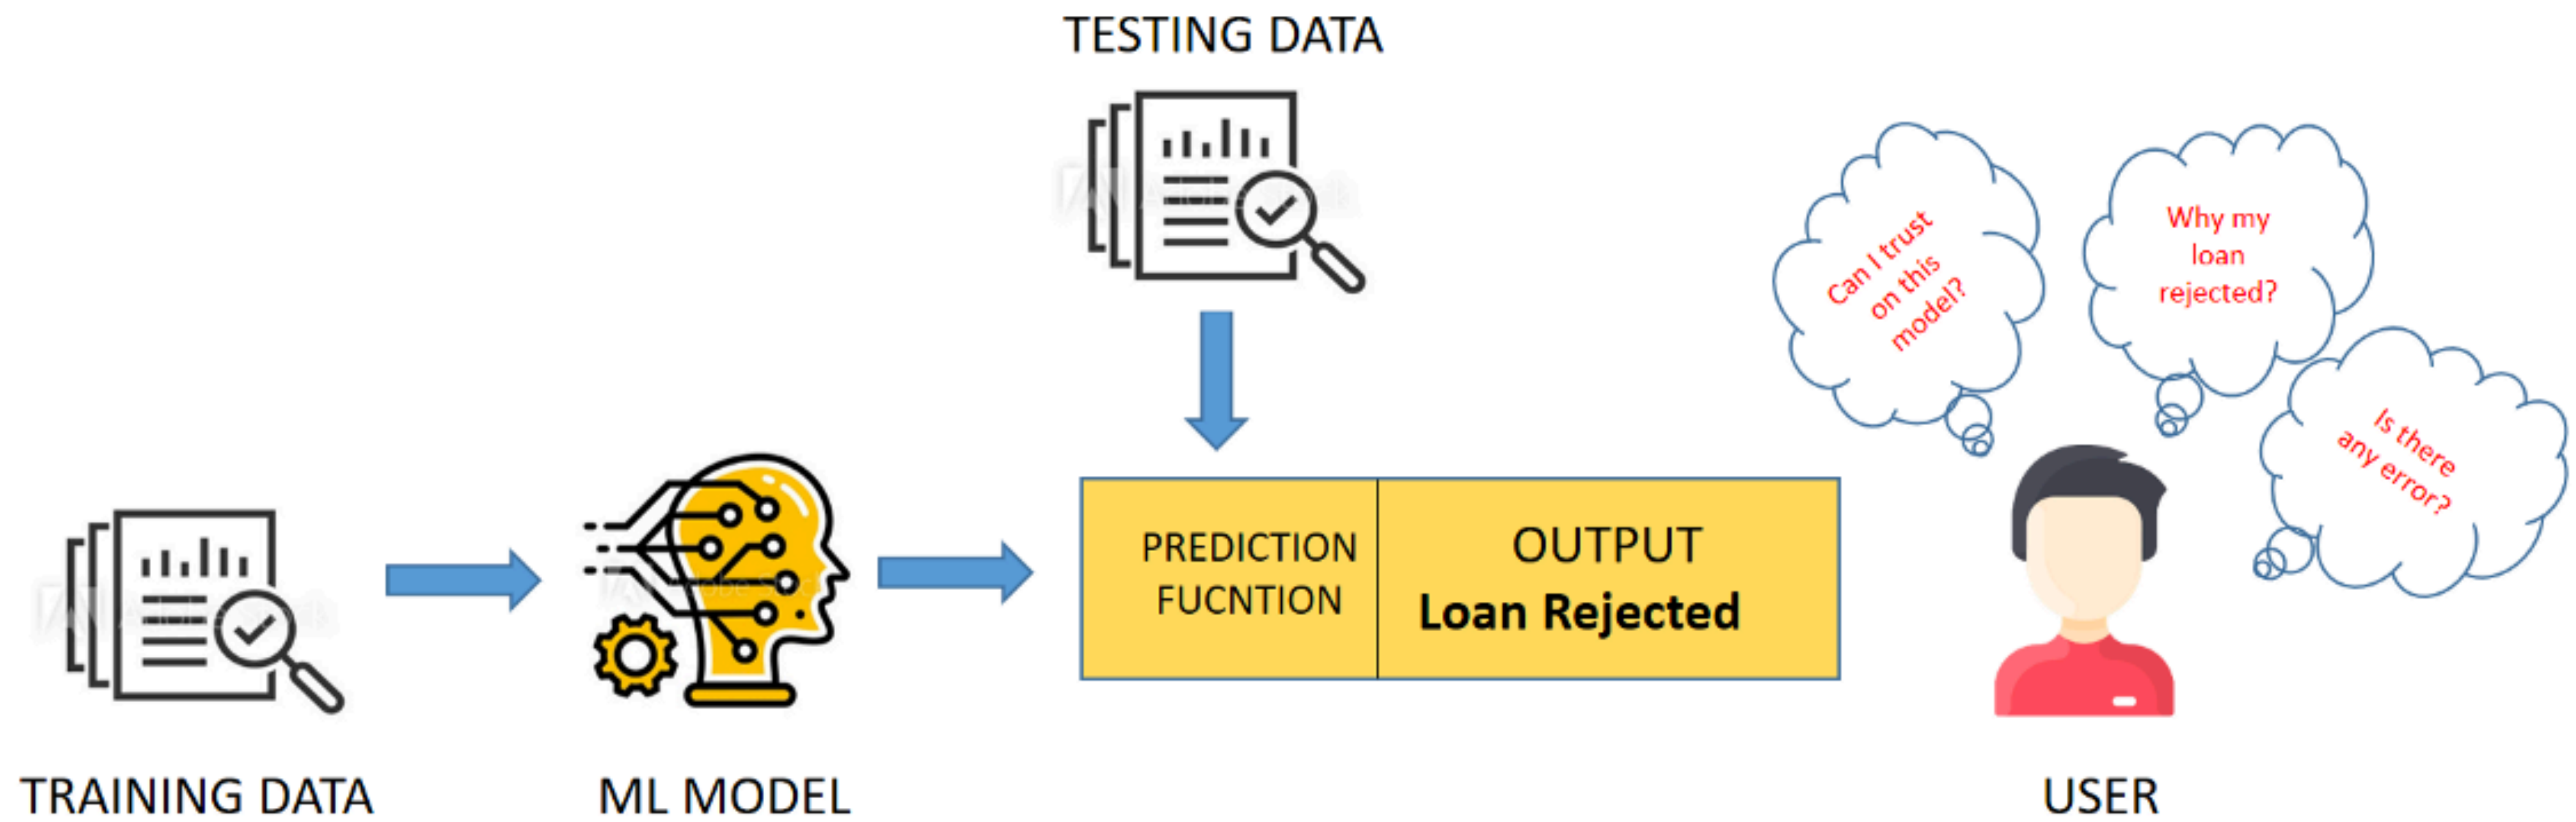 TESTING DATA
Can I trust
on this
model?
Why my
loan
rejected?
Is there
any error?
PREDICTION
FUCNTION
OUTPUT
Loan Rejected
TRAINING DATA
ML MODEL
USER